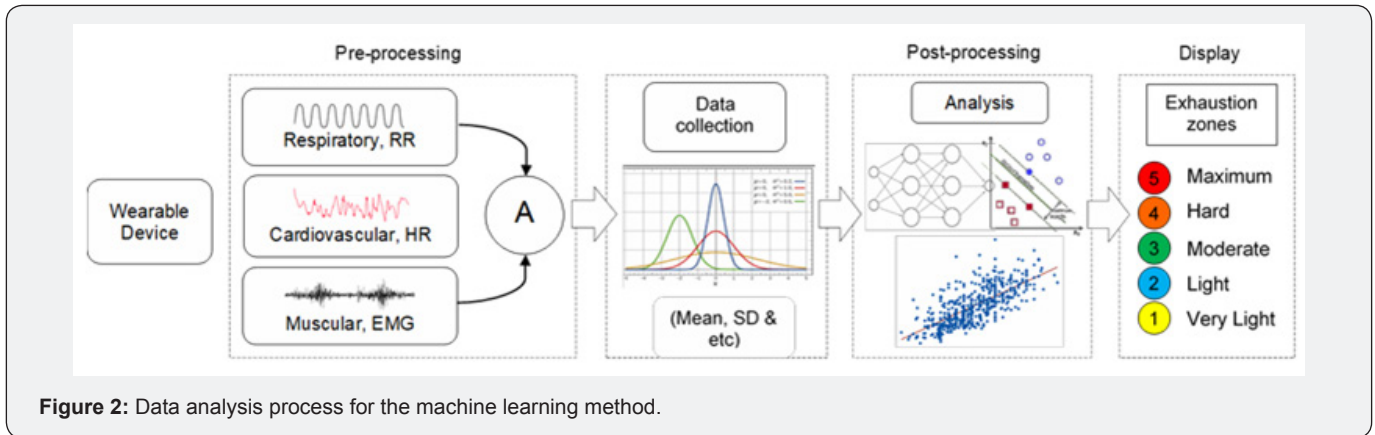 Pre-processing
Post-processing
Display
Wearable
Device
Respiratory, RR
Cardiovascular, HR
Muscular, EMG
A
Data
collection
(Mean, SD &
etc)
Analysis
Exhaustion
zones
5 Maximum
4 Hard
3 Moderate
2 Light
1 Very Light
Figure 2: Data analysis process for the machine learning method.